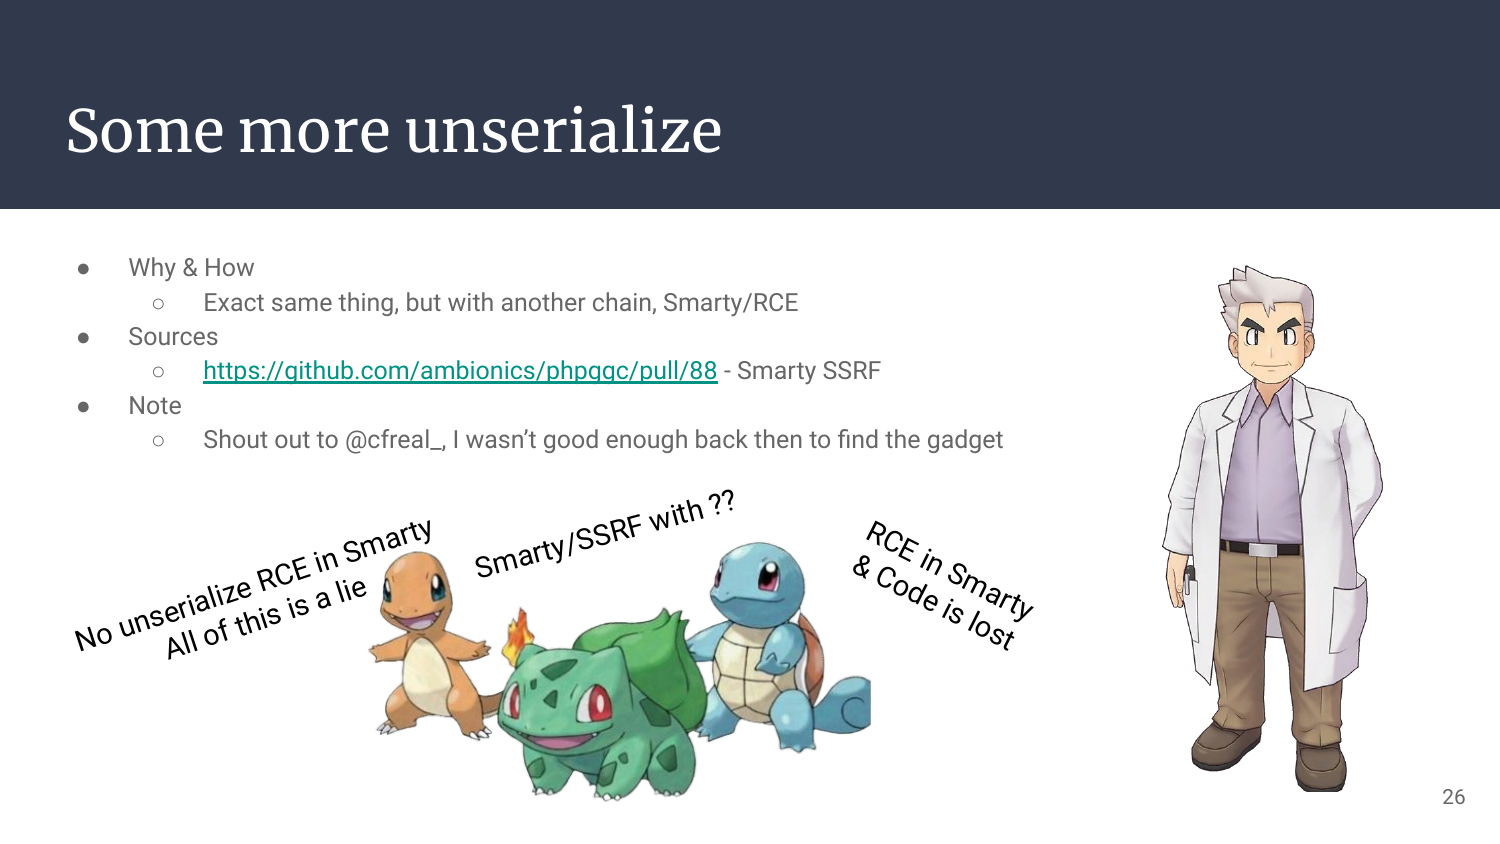 Some more unserialize
● Why & How
○ Exact same thing, but with another chain, Smarty/RCE
● Sources
○ https://github.com/ambionics/phpggc/pull/88 - Smarty SSRF
● Note
○ Shout out to @cfreal_, I wasn’t good enough back then to find the gadget
No unserialize RCE in Smarty
All of this is a lie
Smarty/SSRF with ??
RCE in Smarty
& Code is lost
26